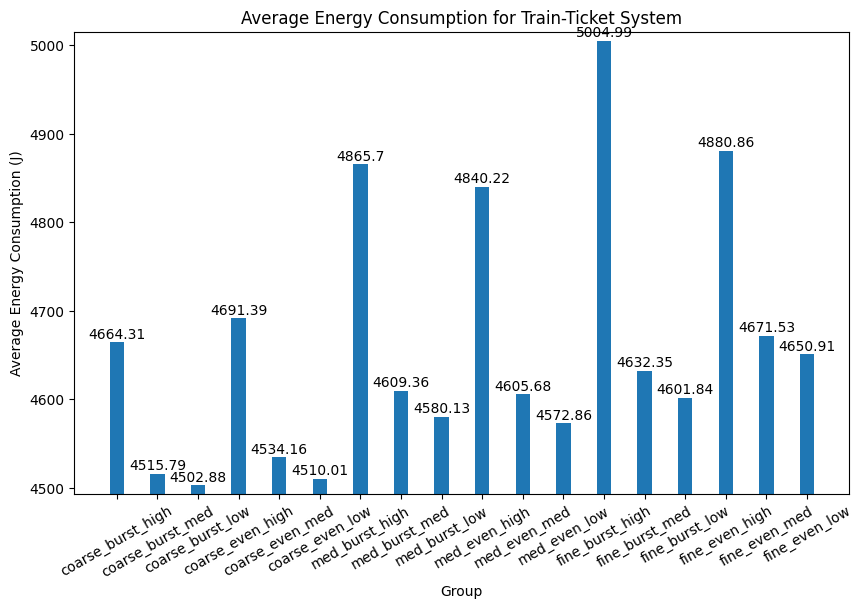 Average Energy Consumption for Train-Ticket System
Average Energy Consumption (J)
5000
4900
4800
4700
4600
4500
4664.31
4515.79
4502.88
4691.39
4534.16
4510.01
4865.7
4609.36
4580.13
4840.22
4605.68
4572.86
5004.99
4632.35
4601.84
4880.86
4671.53
4650.91
coarse_burst_high
coarse_burst_med
coarse_burst_low
coarse_even_high
coarse_even_med
coarse_even_low
med_burst_high
med_burst_med
med_burst_low
med_even_high
med_even_med
med_even_low
fine_burst_high
fine_burst_med
fine_burst_low
fine_even_high
fine_even_med
fine_even_low
Group